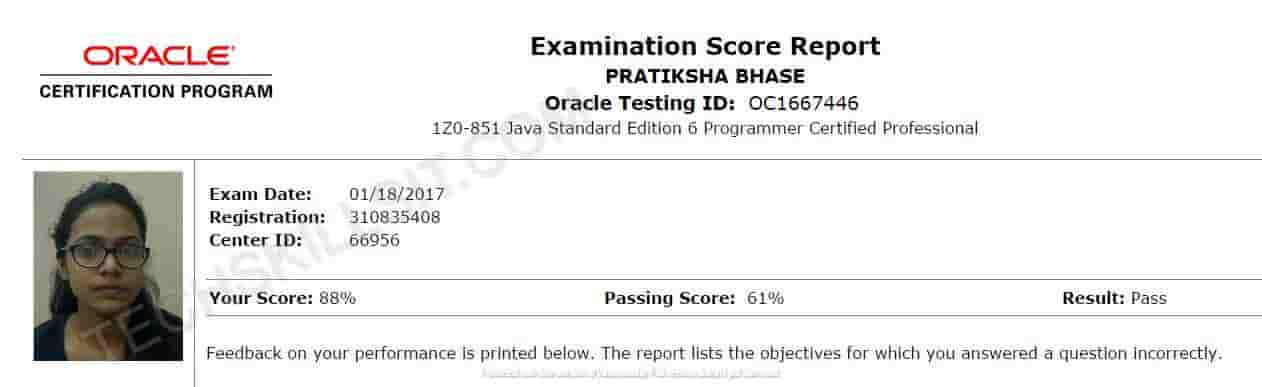 ORACLE
CERTIFICATION PROGRAM
Examination Score Report
PRATIKSHA BHASE
Oracle Testing ID: OC1667446
1Z0-851 Java Standard Edition 6 Programmer Certified Professional
Exam Date: 01/18/2017
Registration: 310835408
Center ID: 66956
Your Score: 88% Passing Score: 61% Result: Pass
Feedback on your performance is printed below. The report lists the objectives for which you answered a question incorrectly.
TECHSKILLSIT.COM